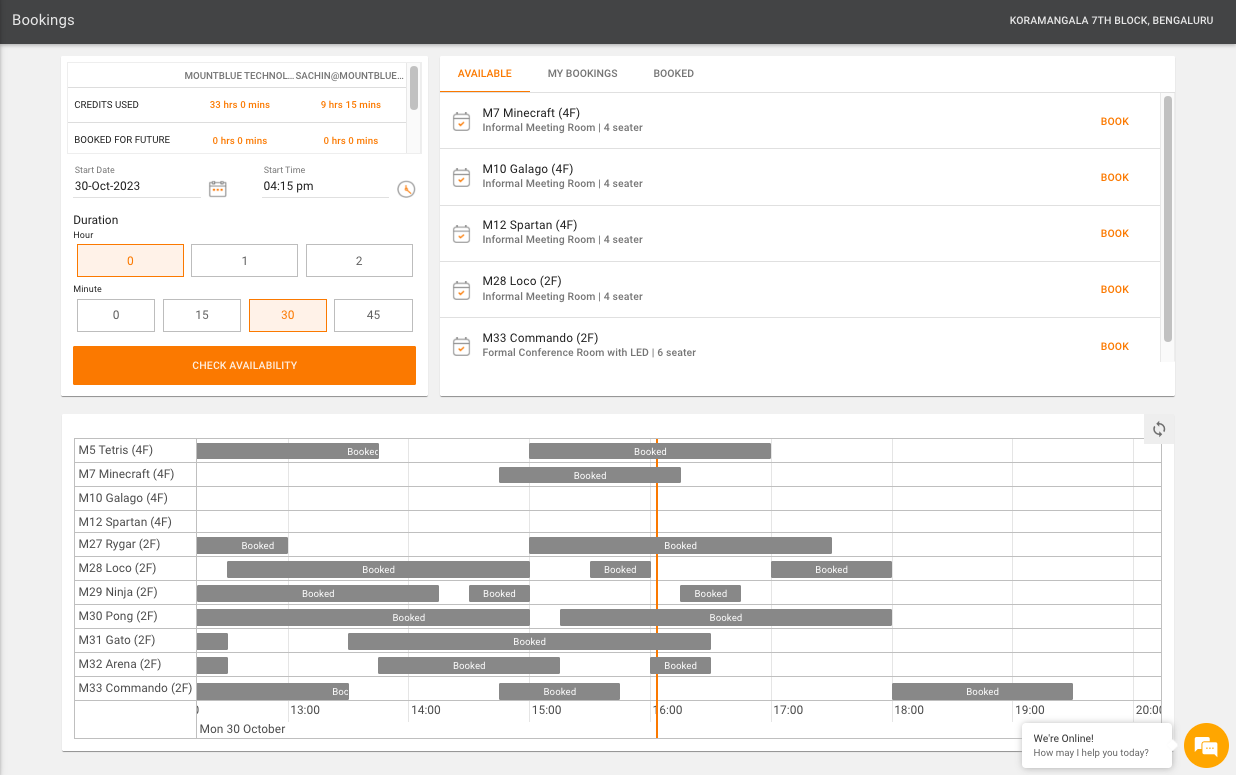 Bookings
KORAMANGALA 7TH BLOCK, BENGALURU
MOUNTBLUE TECHNOL... SACHIN@MOUNTBLUE...
CREDITS USED 33 hrs 0 mins 9 hrs 15 mins
BOOKED FOR FUTURE 0 hrs 0 mins 0 hrs 0 mins
Start Date Start Time
30-Oct-2023 04:15 pm
Duration
Hour
0 1 2
Minute
0 15 30 45
CHECK AVAILABILITY
AVAILABLE MY BOOKINGS BOOKED
M7 Minecraft (4F)
Informal Meeting Room | 4 seater
BOOK
M10 Galago (4F)
Informal Meeting Room | 4 seater
BOOK
M12 Spartan (4F)
Informal Meeting Room | 4 seater
BOOK
M28 Loco (2F)
Informal Meeting Room | 4 seater
BOOK
M33 Commando (2F)
Formal Conference Room with LED | 6 seater
BOOK
M5 Tetris (4F) Booked Booked
M7 Minecraft (4F) Booked
M10 Galago (4F)
M12 Spartan (4F)
M27 Rygar (2F) Booked Booked
M28 Loco (2F) Booked Booked Booked
M29 Ninja (2F) Booked Booked Booked
M30 Pong (2F) Booked Booked
M31 Gato (2F) Booked
M32 Arena (2F) Booked Booked
M33 Commando (2F) Boc Booked Booked
13:00 14:00 15:00 16:00 17:00 18:00 19:00 20:00
Mon 30 October
We're Online!
How may I help you today?